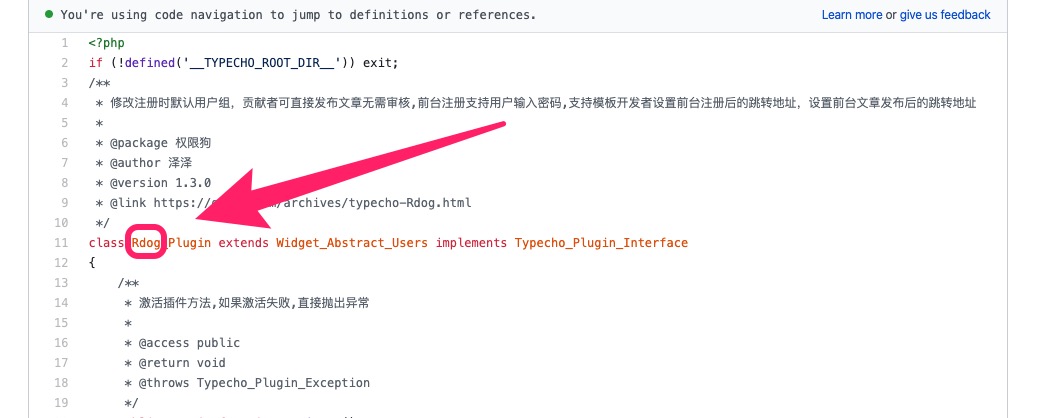 You're using code navigation to jump to definitions or references. Learn more or give us feedback
1 <?php
2 if (!defined('__TYPECHO_ROOT_DIR__')) exit;
3 /**
4 * 修改注册时默认用户组，贡献者可直接发布文章无需审核,前台注册支持用户输入密码,支持模板开发者设置前台注册后的跳转地址，设置前台文章发布后的跳转地址
5 *
6 * @package 权限狗
7 * @author 泽泽
8 * @version 1.3.0
9 * @link https:// /archives/typecho-Rdog.html
10 */
11 class Rdog_Plugin extends Widget_Abstract_Users implements Typecho_Plugin_Interface
12 {
13 /**
14 * 激活插件方法,如果激活失败,直接抛出异常
15 *
16 * @access public
17 * @return void
18 * @throws Typecho_Plugin_Exception
19 */